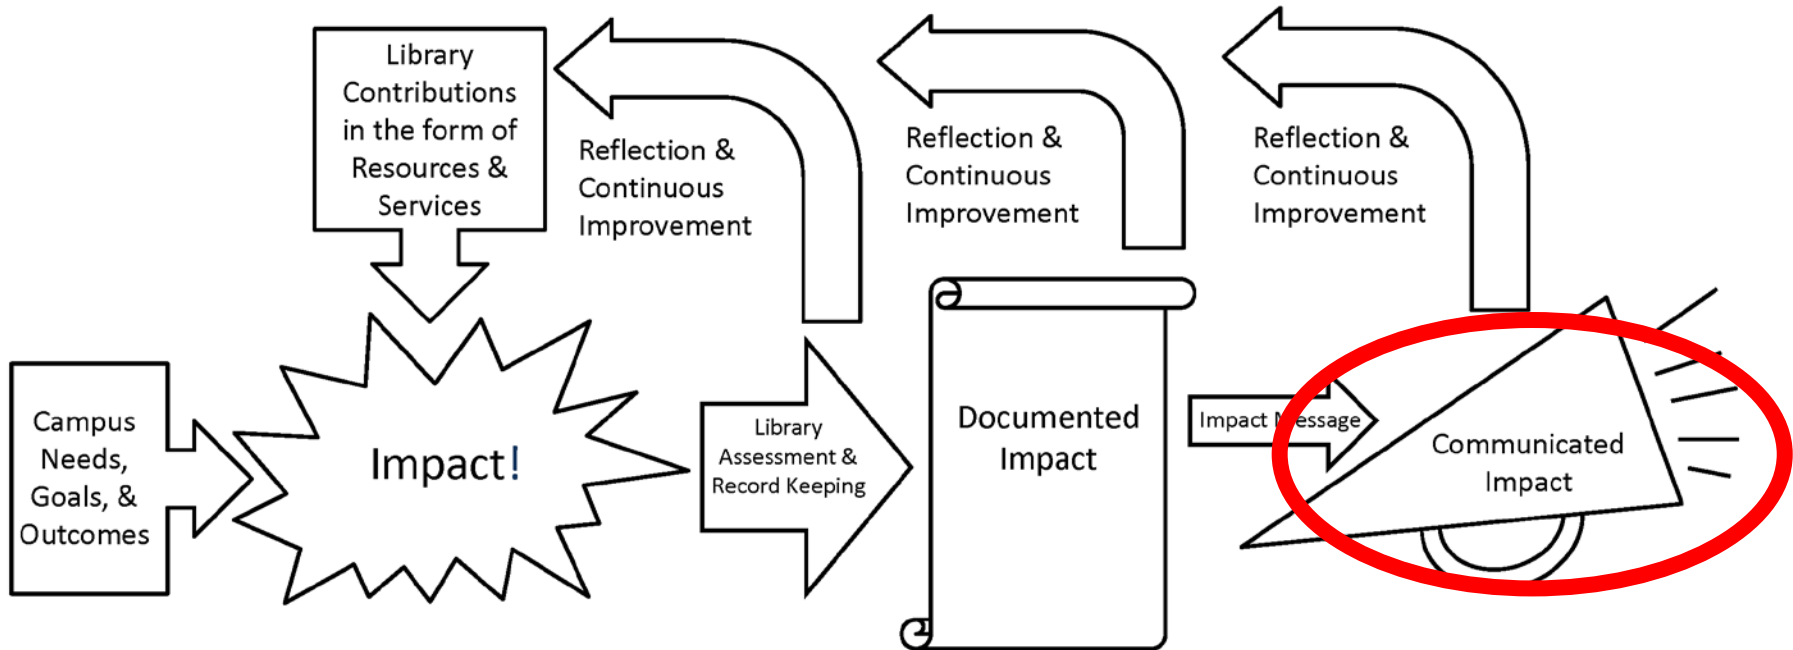 Library
Contributions
in the form of
Resources &
Services
Reflection &
Continuous
Improvement
Reflection &
Continuous
Improvement
Reflection &
Continuous
Improvement
Campus
Needs,
Goals, &
Outcomes
Impact!
Library
Assessment &
Record Keeping
Documented
Impact
Impact Message
Communicated
Impact